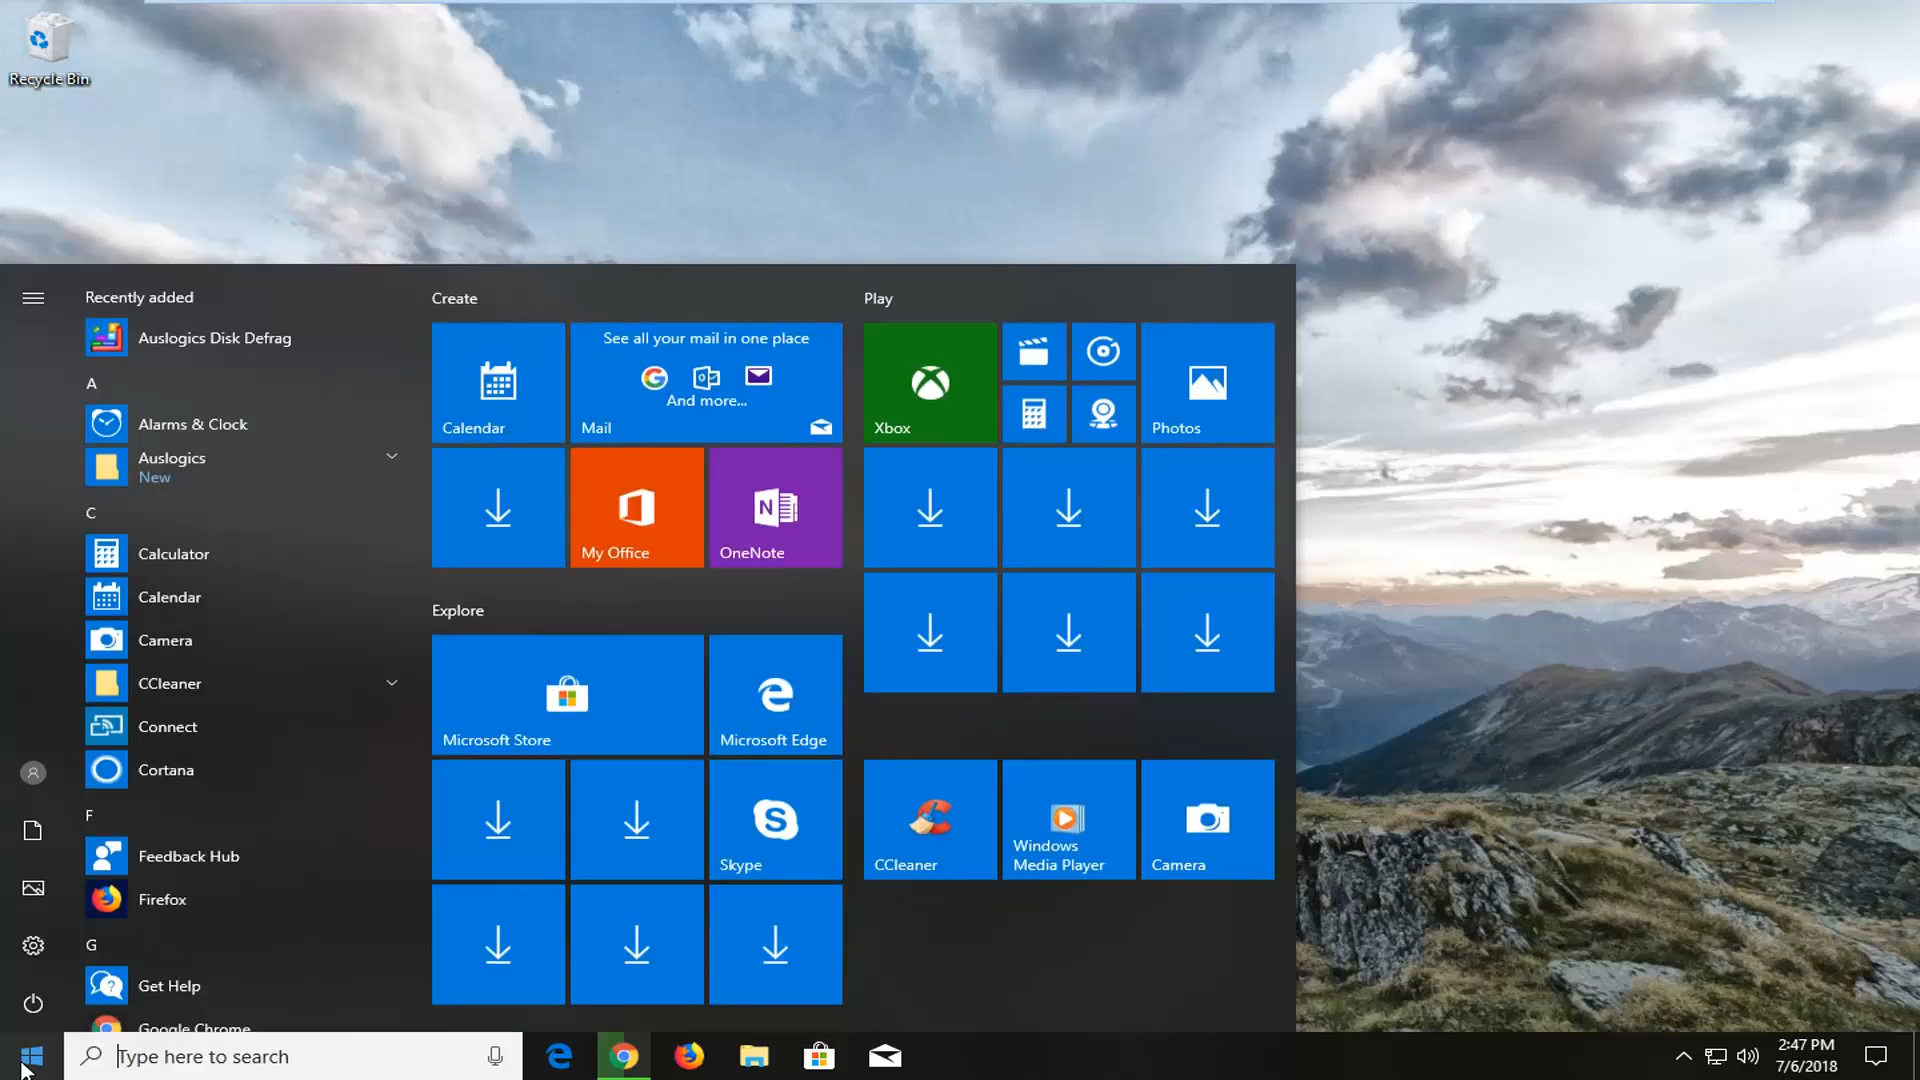 Recycle Bin
Recently added
Auslogics Disk Defrag
A
Alarms & Clock
Auslogics
New
C
Calculator
Calendar
Camera
CCleaner
Connect
Cortana
F
Feedback Hub
Firefox
G
Get Help
Google Chrome
Create
Calendar
See all your mail in one place
And more...
Mail
My Office
OneNote
Explore
Microsoft Store
Microsoft Edge
Skype
Play
Xbox
Photos
CCleaner
Windows
Media Player
Camera
Type here to search
2:47 PM
7/6/2018